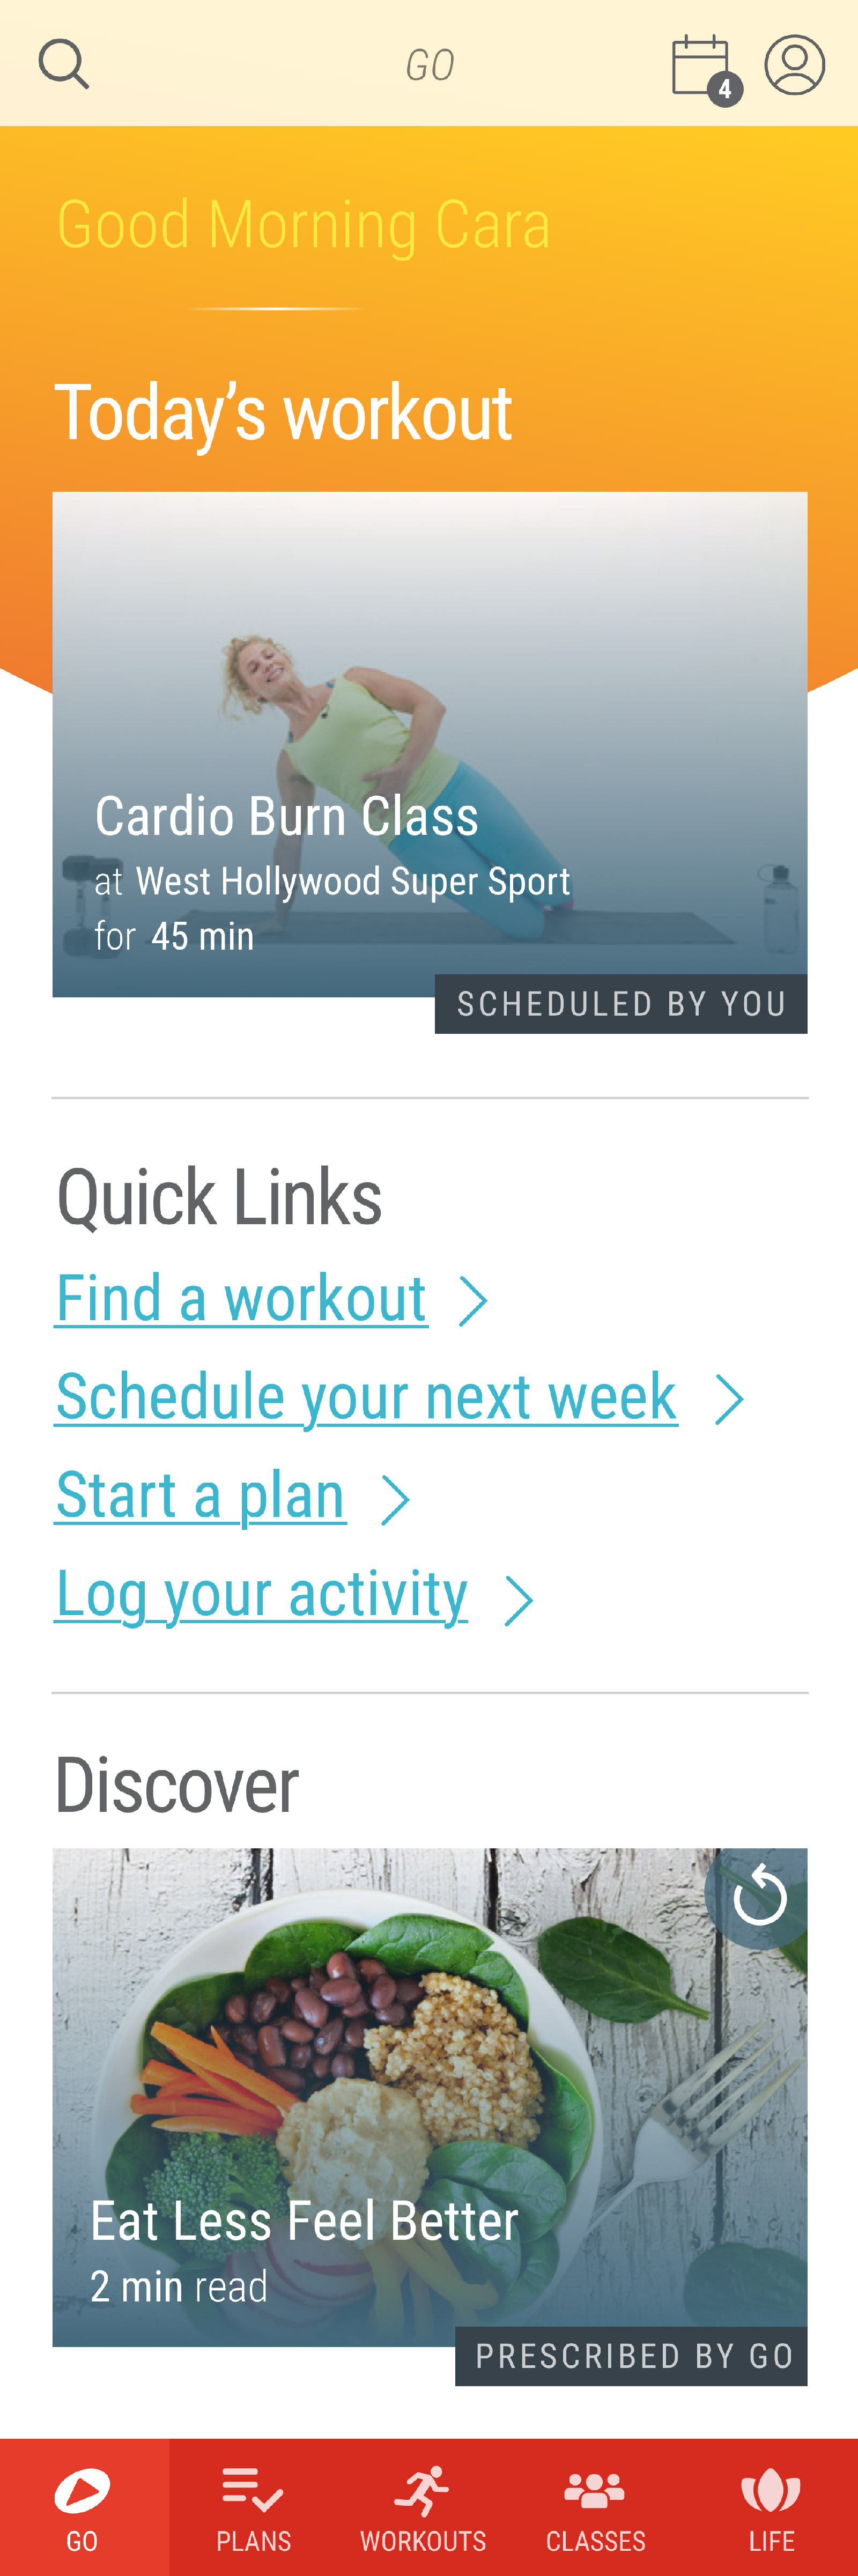 GO
4
Good Morning Cara
Today’s workout
Cardio Burn Class
at West Hollywood Super Sport
for 45 min
SCHEDULED BY YOU
Quick Links
Find a workout
Schedule your next week
Start a plan
Log your activity
Discover
Eat Less Feel Better
2 min read
PRESCRIBED BY GO
GO PLANS WORKOUTS CLASSES LIFE